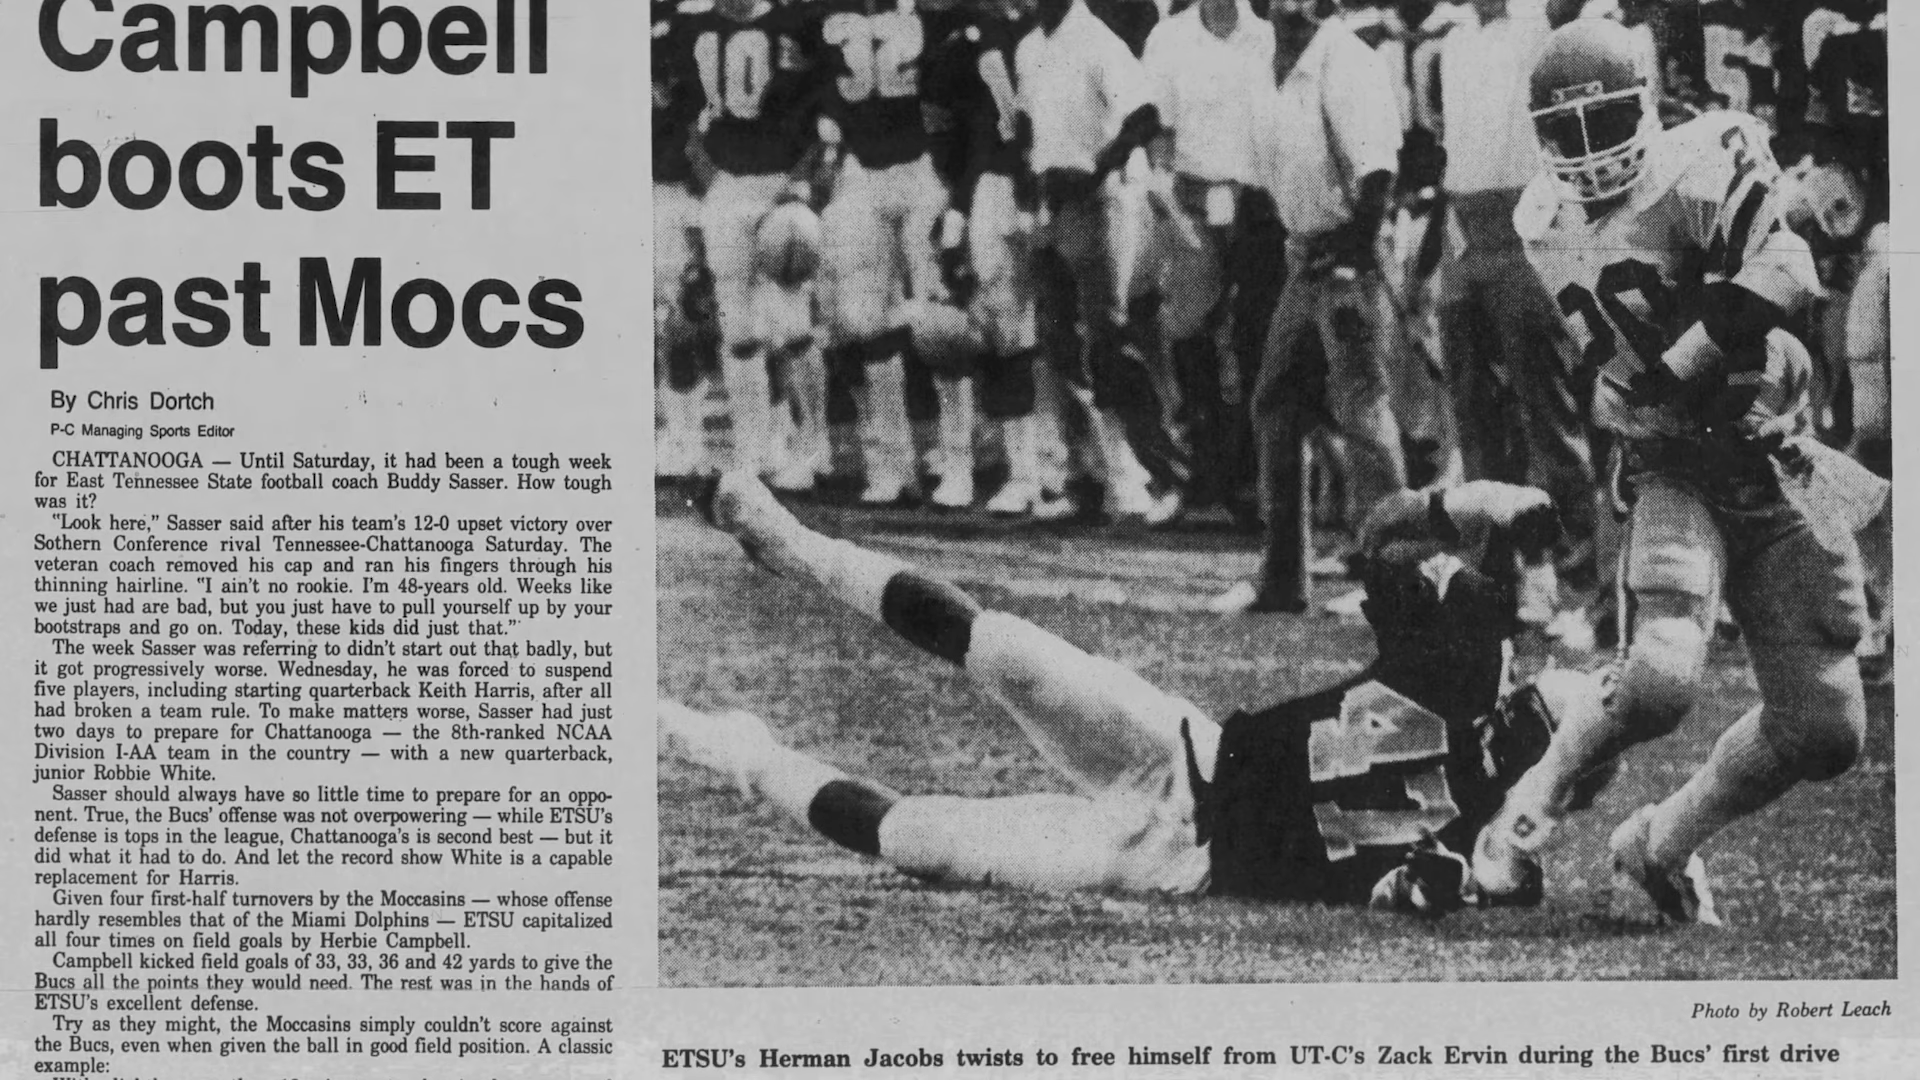 Campbell
boots ET
past Mocs
By Chris Dortch
P-C Managing Sports Editor
CHATTANOOGA — Until Saturday, it had been a tough week
for East Tennessee State football coach Buddy Sasser. How tough
was it?
"Look here," Sasser said after his team's 12-0 upset victory over
Sothern Conference rival Tennessee-Chattanooga Saturday. The
veteran coach removed his cap and ran his fingers through his
thinning hairline. "I ain't no rookie. I'm 48-years old. Weeks like
we just had are bad, but you just have to pull yourself up by your
bootstraps and go on. Today, these kids did just that."
The week Sasser was referring to didn't start out that badly, but
it got progressively worse. Wednesday, he was forced to suspend
five players, including starting quarterback Keith Harris, after all
had broken a team rule. To make matters worse, Sasser had just
two days to prepare for Chattanooga — the 8th-ranked NCAA
Division I-AA team in the country — with a new quarterback,
junior Robbie White.
Sasser should always have so little time to prepare for an oppo-
nent. True, the Bucs' offense was not overpowering — while ETSU's
defense is tops in the league, Chattanooga's is second best — but it
did what it had to do. And let the record show White is a capable
replacement for Harris.
Given four first-half turnovers by the Moccasins — whose offense
hardly resembles that of the Miami Dolphins — ETSU capitalized
all four times on field goals by Herbie Campbell.
Campbell kicked field goals of 33, 33, 36 and 42 yards to give the
Bucs all the points they would need. The rest was in the hands of
ETSU's excellent defense.
Try as they might, the Moccasins simply couldn't score against
the Bucs, even when given the ball in good field position. A classic
example:
10
32
Photo by Robert Leach
ETSU's Herman Jacobs twists to free himself from UT-C's Zack Ervin during the Bucs' first drive